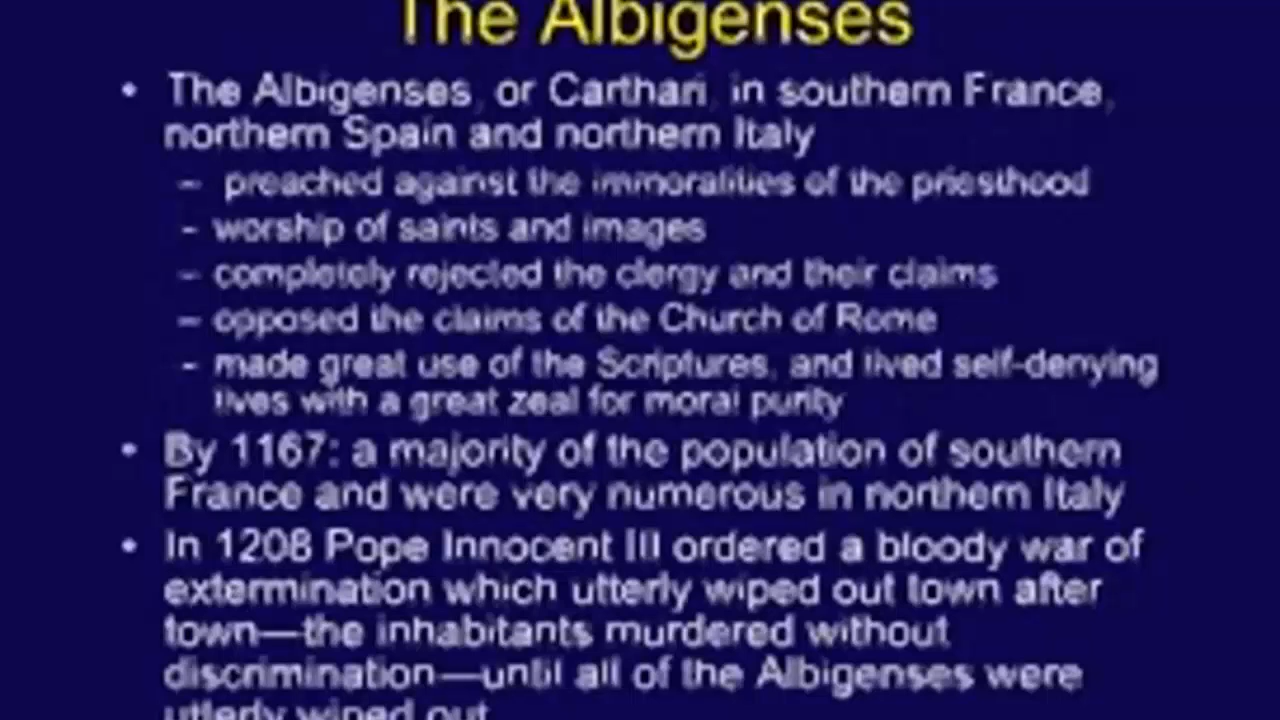 The Albigenses
• The Albigenses, or Carthari, in southern France,
northern Spain and northern Italy
– preached against the immoralities of the priesthood
– worship of saints and images
– completely rejected the clergy and their claims
– opposed the claims of the Church of Rome
– made great use of the Scriptures, and lived self-denying
lives with a great zeal for moral purity
• By 1167: a majority of the population of southern
France and were very numerous in northern Italy
• In 1208 Pope Innocent III ordered a bloody war of
extermination which utterly wiped out town after
town—the inhabitants murdered without
discrimination—until all of the Albigenses were
utterly wiped out